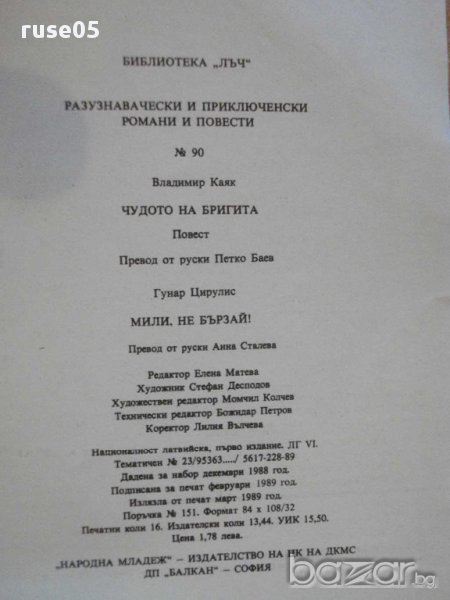 ruse05
БИБЛИОТЕКА „ЛЪЧ“
РАЗУЗНАВАЧЕСКИ И ПРИКЛЮЧЕНСКИ
РОМАНИ И ПОВЕСТИ
№ 90
Владимир Каяк
ЧУДОТО НА БРИГИТА
Повест
Превод от руски Петко Баев
Гунар Цирулис
МИЛИ, НЕ БЪРЗАЙ!
Превод от руски Анна Сталева
Редактор Елена Матева
Художник Стефан Десподов
Художествен редактор Момчил Колчев
Технически редактор Божидар Петров
Коректор Лилия Вълчева
Националност латвийска, първо издание. ЛГ VI.
Тематичен № 23/95363...../ 5617-228-89
Дадена за набор декември 1988 год.
Подписана за печат февруари 1989 год.
Излязла от печат март 1989 год.
Поръчка № 151. Формат 84 x 108/32
Печатни коли 16. Издателски коли 13,44. УИК 15,50.
Цена 1,78 лева.
„НАРОДНА МЛАДЕЖ“ – ИЗДАТЕЛСТВО НА ЦК НА ДКМС
ДП „БАЛКАН“ – СОФИЯ
bazar.bg